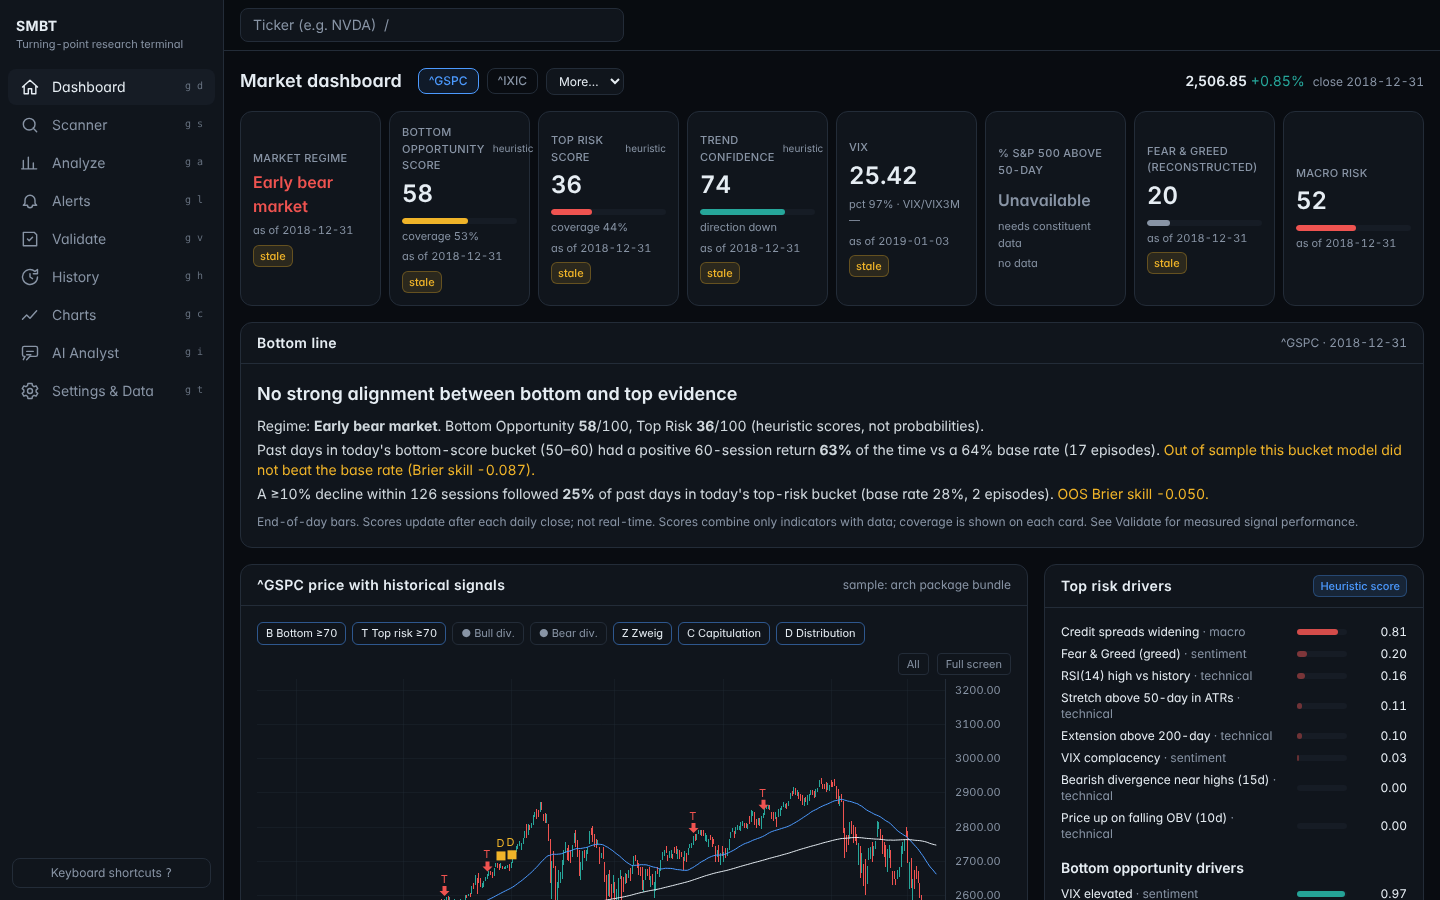 SMBT
Turning-point research terminal
Dashboard g d
Scanner g s
Analyze g a
Alerts g l
Validate g v
History g h
Charts g c
AI Analyst g i
Settings & Data g t
Keyboard shortcuts ?
Ticker (e.g. NVDA) /
Market dashboard
^GSPC
^IXIC
More...
2,506.85 +0.85% close 2018-12-31
MARKET REGIME
Early bear
market
as of 2018-12-31
stale
BOTTOM
OPPORTUNITY heuristic
SCORE
58
coverage 53%
as of 2018-12-31
stale
TOP RISK
SCORE
heuristic
36
coverage 44%
as of 2018-12-31
stale
TREND
CONFIDENCE
heuristic
74
direction down
as of 2018-12-31
stale
VIX
25.42
pct 97% · VIX/VIX3M
—
as of 2019-01-03
stale
% S&P 500 ABOVE
50-DAY
Unavailable
needs constituent
data
no data
FEAR & GREED
(RECONSTRUCTED)
20
as of 2018-12-31
stale
MACRO RISK
52
as of 2018-12-31
Bottom line
^GSPC · 2018-12-31
No strong alignment between bottom and top evidence
Regime: Early bear market. Bottom Opportunity 58/100, Top Risk 36/100 (heuristic scores, not probabilities).
Past days in today's bottom-score bucket (50–60) had a positive 60-session return 63% of the time vs a 64% base rate (17 episodes). Out of sample this bucket model did
not beat the base rate (Brier skill -0.087).
A ≥10% decline within 126 sessions followed 25% of past days in today's top-risk bucket (base rate 28%, 2 episodes). OOS Brier skill -0.050.
End-of-day bars. Scores update after each daily close; not real-time. Scores combine only indicators with data; coverage is shown on each card. See Validate for measured signal performance.
^GSPC price with historical signals
sample: arch package bundle
B Bottom ≥70
T Top risk ≥70
● Bull div.
● Bear div.
Z Zweig
C Capitulation
D Distribution
All
Full screen
3200.00
3100.00
3000.00
2900.00
2800.00
2700.00
2600.00
T
T
D D
T
T
Top risk drivers
Heuristic score
Credit spreads widening · macro 0.81
Fear & Greed (greed) · sentiment 0.20
RSI(14) high vs history · technical 0.16
Stretch above 50-day in ATRs ·
technical
0.11
Extension above 200-day · technical 0.10
VIX complacency · sentiment 0.03
Bearish divergence near highs (15d) ·
technical
0.00
Price up on falling OBV (10d) ·
technical
0.00
Bottom opportunity drivers
VIX elevated · sentiment 0.97